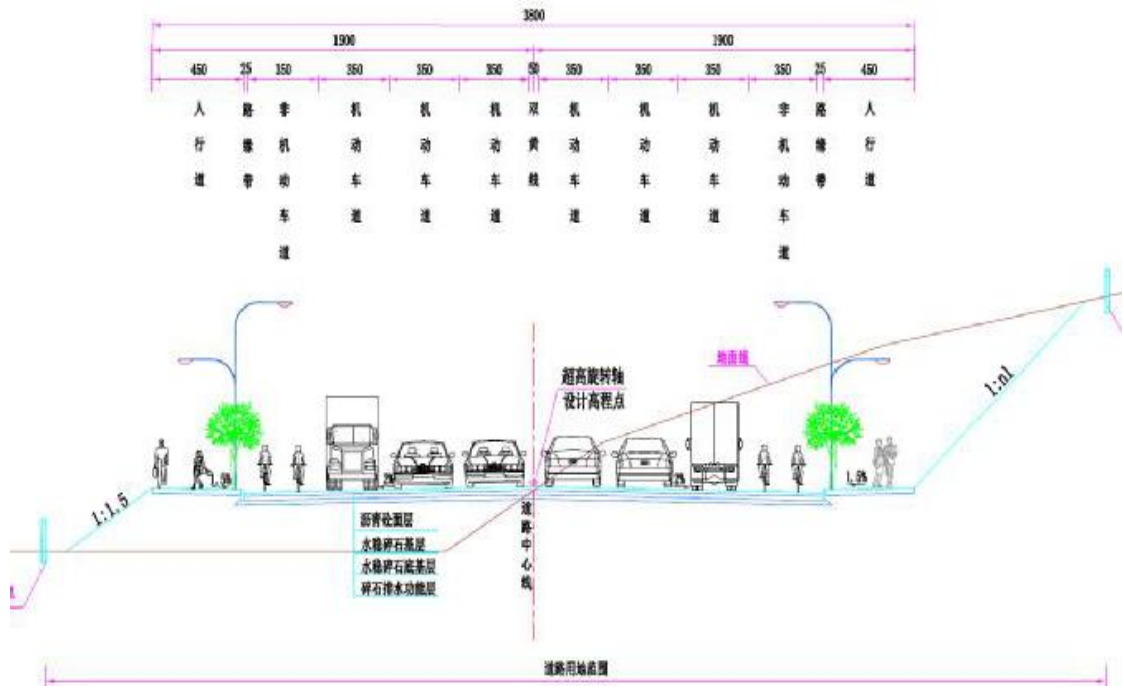 3800
1900 1900
450 25 350 350 350 350 50 350 350 350 350 25 450
人行道
路缘带
非机动车道
机动车道
机动车道
机动车道
双黄线
机动车道
机动车道
机动车道
非机动车道
路缘带
人行道
超高旋转轴
设计高程点
地面线
1:n1
1:1.5
1.5%
沥青砼面层
水稳碎石基层
水稳碎石底基层
碎石排水功能层
道路中心线
道路用地范围